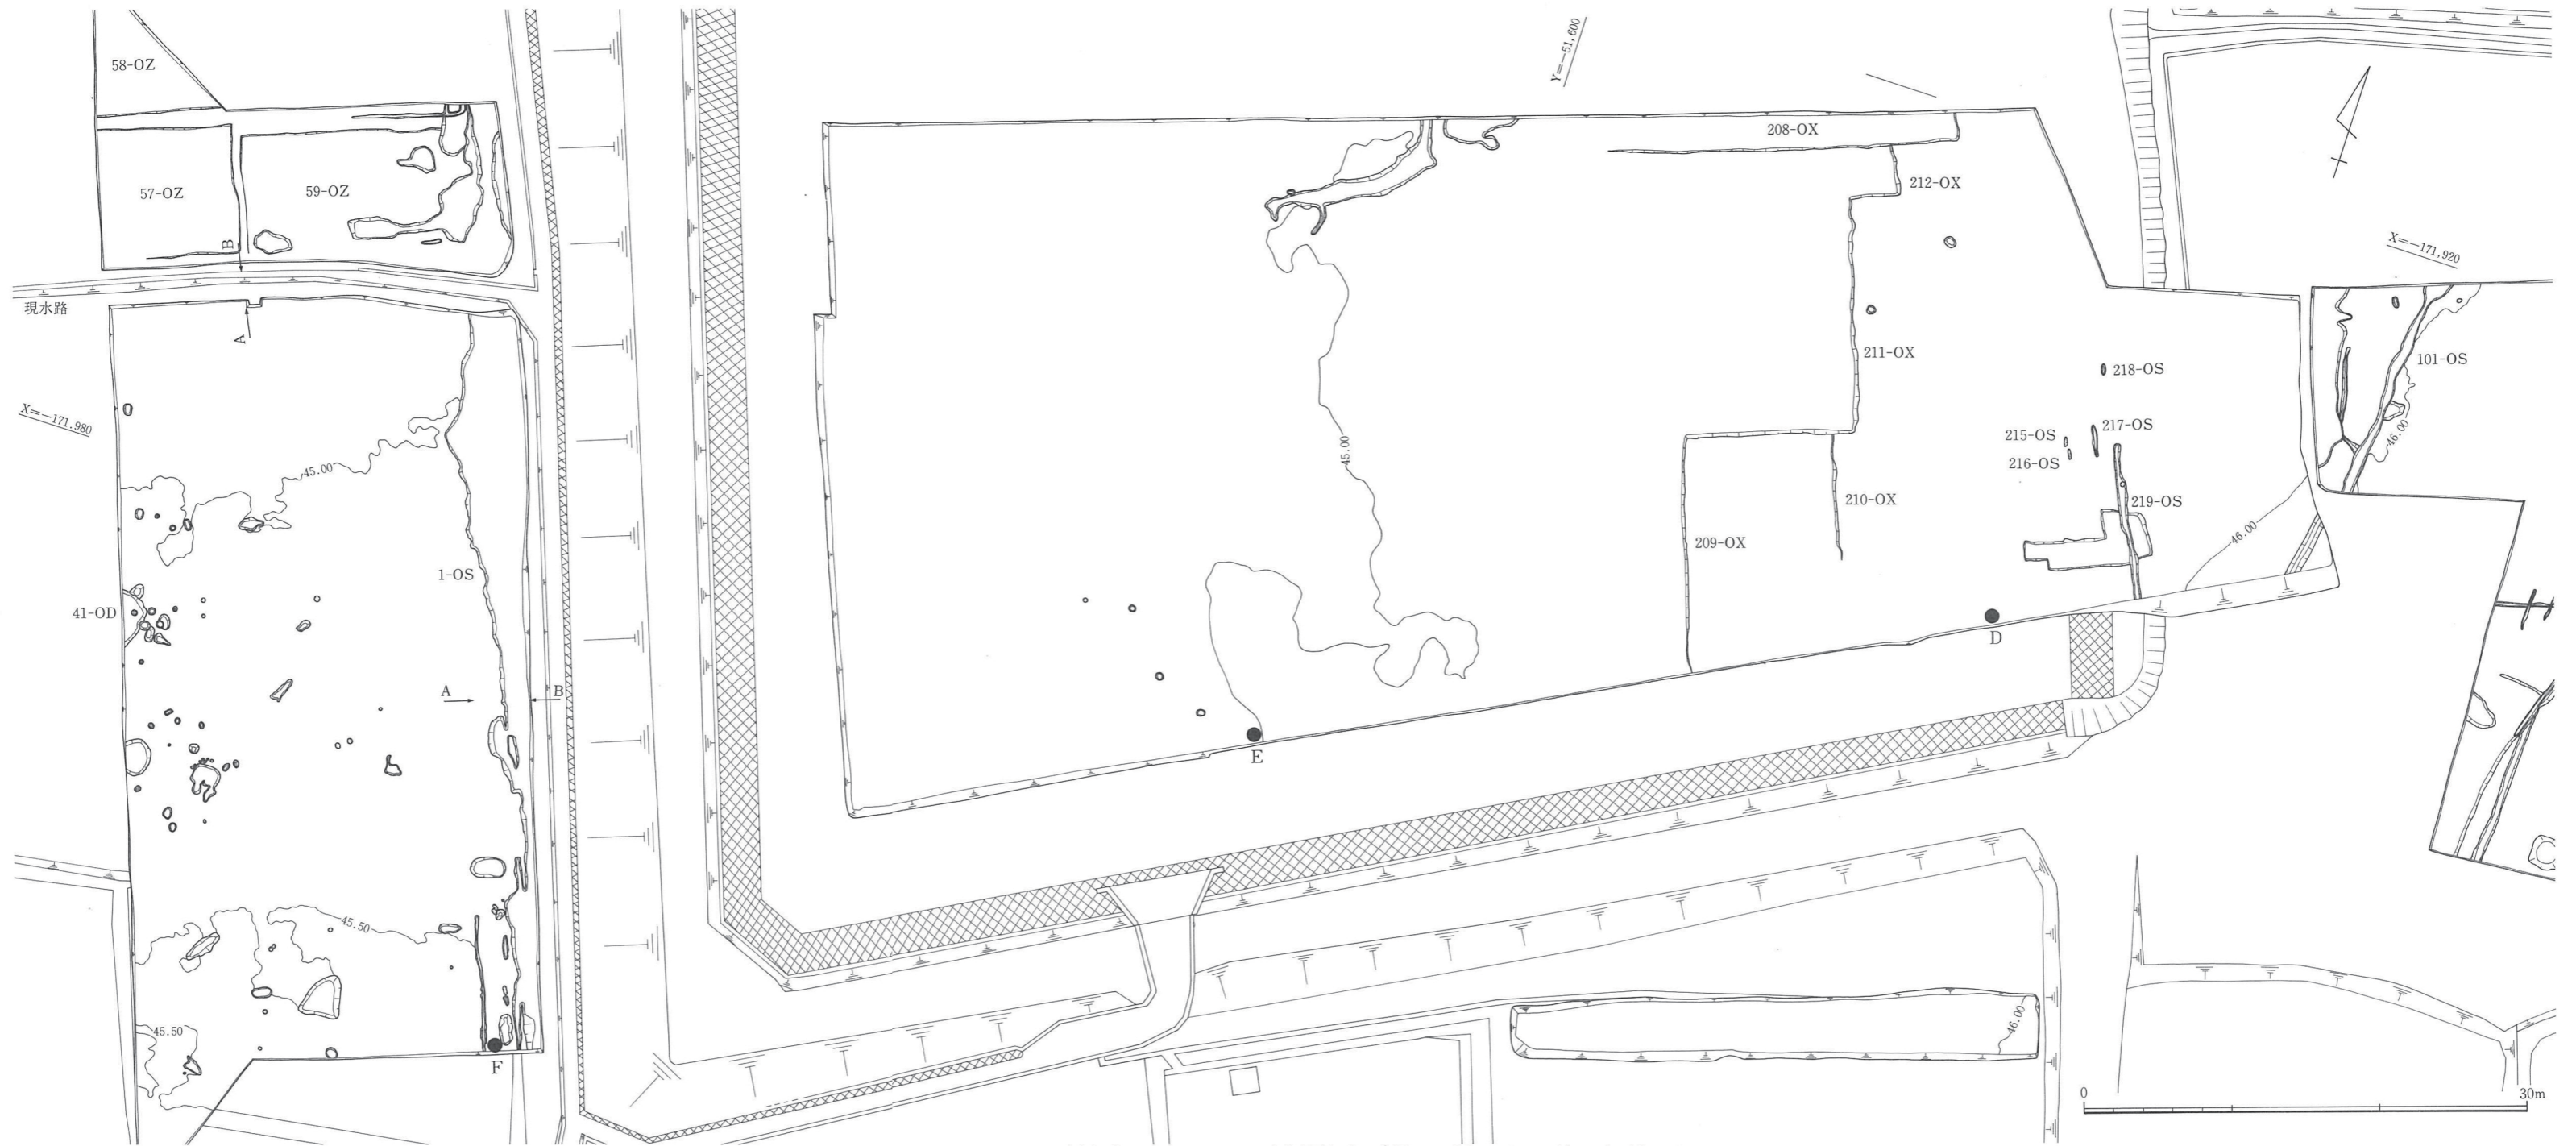 58-OZ
57-OZ
59-OZ
B
現水路
A
X=-171,980
45.00
1-OS
41-OD
A
B
45.50
45.50
F
Y=-51,600
208-OX
212-OX
211-OX
45.00
210-OX
209-OX
218-OS
217-OS
215-OS
216-OS
219-OS
46.00
D
E
X=-171,920
101-OS
46.00
46.00
0
30m